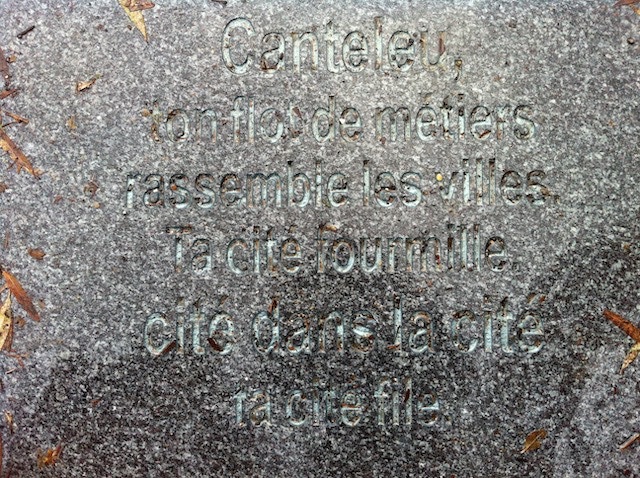 Canteleu,
ton flot de métiers
rassemble les villes.
Ta cité fourmille,
cité dans la cité
ta cité file.